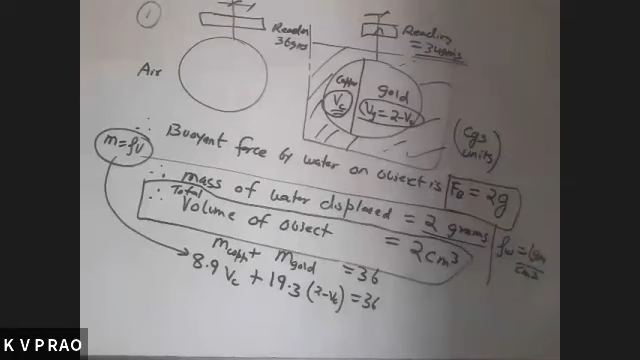 1
Reading
36gms
Reading
= 34gms
Air
Copper
gold
Vc
Vg = 2-Vc
(Cgs
units)
m=ρv
∴ Buoyant force by water on object is FB = 2g
∴ mass of water displaced = 2 grams
∴ Total
Volume of object = 2cm³
ρw = 1gm
cm3
mcopp + mgold = 36
8.9 Vc + 19.3 (2-Vc) = 36
K V P RAO